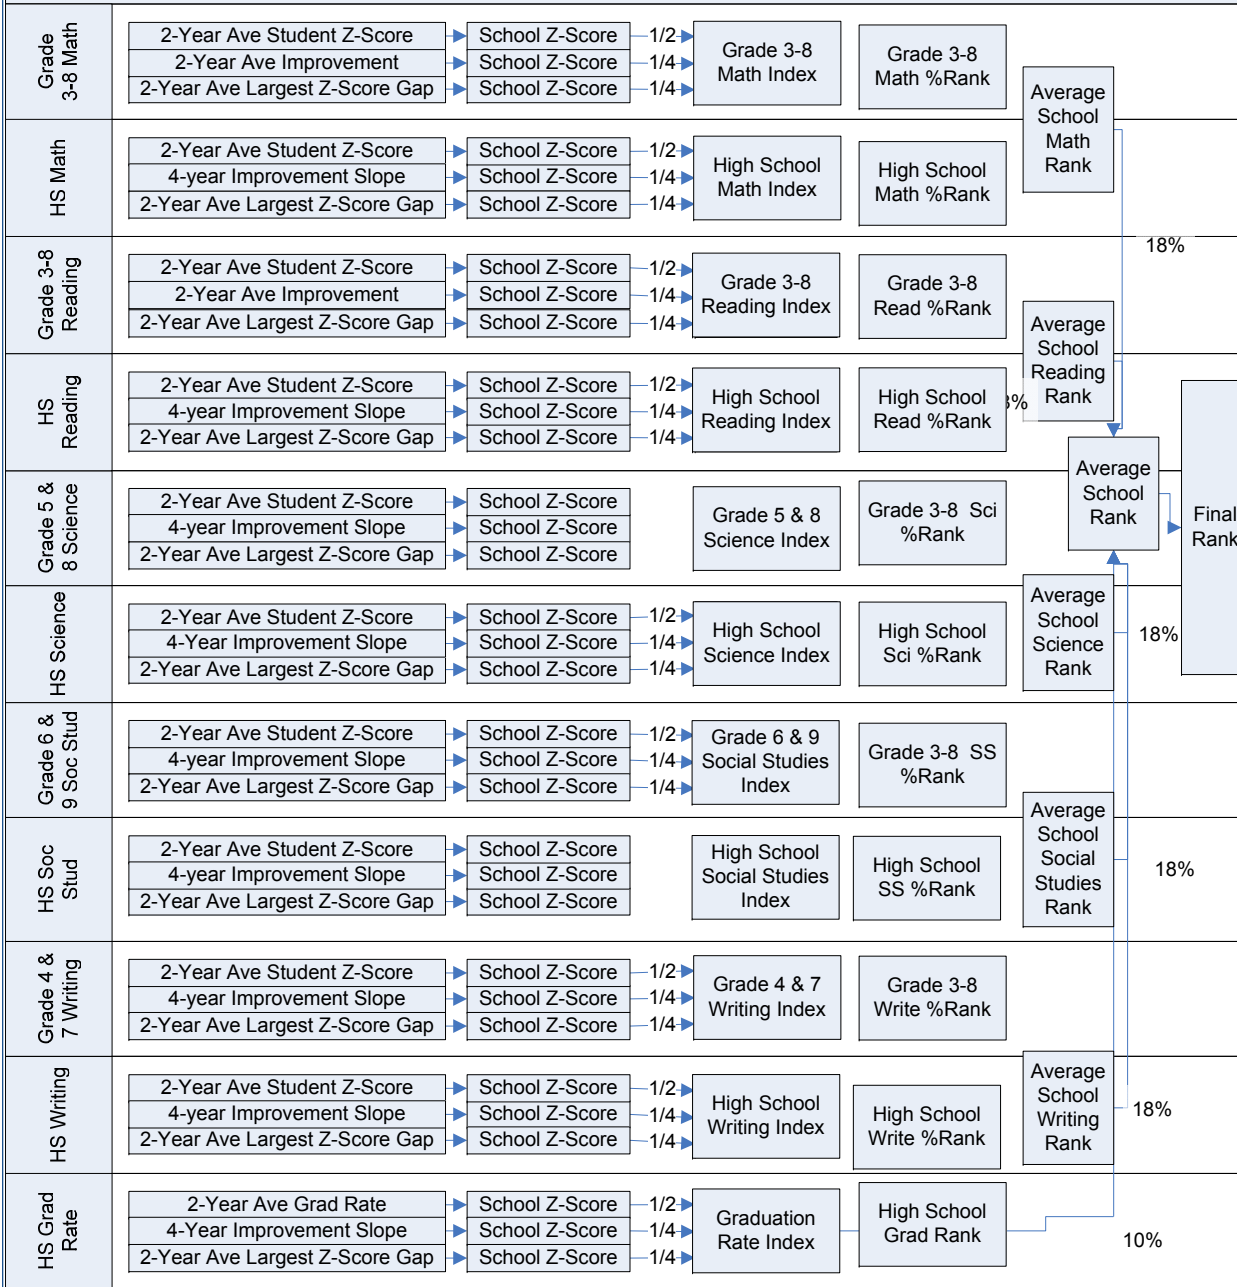 Grade
3-8 Math
2-Year Ave Student Z-Score
School Z-Score
1/2
2-Year Ave Improvement
School Z-Score
1/4
2-Year Ave Largest Z-Score Gap
School Z-Score
1/4
Grade 3-8
Math Index
Grade 3-8
Math %Rank
Average
School
Math
Rank
HS Math
2-Year Ave Student Z-Score
School Z-Score
1/2
4-year Improvement Slope
School Z-Score
1/4
2-Year Ave Largest Z-Score Gap
School Z-Score
1/4
High School
Math Index
High School
Math %Rank
18%
Grade 3-8
Reading
2-Year Ave Student Z-Score
School Z-Score
1/2
2-Year Ave Improvement
School Z-Score
1/4
2-Year Ave Largest Z-Score Gap
School Z-Score
1/4
Grade 3-8
Reading Index
Grade 3-8
Read %Rank
Average
School
Reading
Rank
HS
Reading
2-Year Ave Student Z-Score
School Z-Score
1/2
4-year Improvement Slope
School Z-Score
1/4
2-Year Ave Largest Z-Score Gap
School Z-Score
1/4
High School
Reading Index
High School
Read %Rank
%
Average
School
Rank
Final
Rank
Grade 5 &
8 Science
2-Year Ave Student Z-Score
School Z-Score
4-year Improvement Slope
School Z-Score
2-Year Ave Largest Z-Score Gap
School Z-Score
Grade 5 & 8
Science Index
Grade 3-8 Sci
%Rank
HS Science
2-Year Ave Student Z-Score
School Z-Score
1/2
4-Year Improvement Slope
School Z-Score
1/4
2-Year Ave Largest Z-Score Gap
School Z-Score
1/4
High School
Science Index
High School
Sci %Rank
Average
School
Science
Rank
18%
Grade 6 &
9 Soc Stud
2-Year Ave Student Z-Score
School Z-Score
1/2
4-year Improvement Slope
School Z-Score
1/4
2-Year Ave Largest Z-Score Gap
School Z-Score
1/4
Grade 6 & 9
Social Studies
Index
Grade 3-8 SS
%Rank
Average
School
Social
Studies
Rank
18%
HS Soc
Stud
2-Year Ave Student Z-Score
School Z-Score
4-year Improvement Slope
School Z-Score
2-Year Ave Largest Z-Score Gap
School Z-Score
High School
Social Studies
Index
High School
SS %Rank
Grade 4 &
7 Writing
2-Year Ave Student Z-Score
School Z-Score
1/2
4-year Improvement Slope
School Z-Score
1/4
2-Year Ave Largest Z-Score Gap
School Z-Score
1/4
Grade 4 & 7
Writing Index
Grade 3-8
Write %Rank
HS Writing
2-Year Ave Student Z-Score
School Z-Score
1/2
4-year Improvement Slope
School Z-Score
1/4
2-Year Ave Largest Z-Score Gap
School Z-Score
1/4
High School
Writing Index
High School
Write %Rank
Average
School
Writing
Rank
18%
HS Grad
Rate
2-Year Ave Grad Rate
School Z-Score
1/2
4-Year Improvement Slope
School Z-Score
1/4
2-Year Ave Largest Z-Score Gap
School Z-Score
1/4
Graduation
Rate Index
High School
Grad Rank
10%